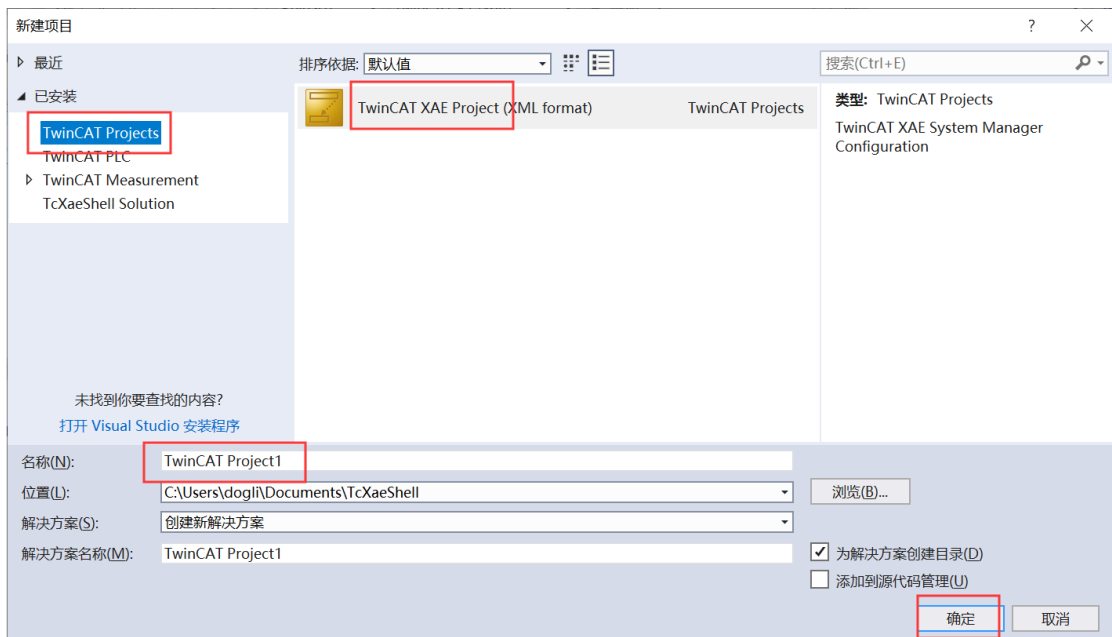 新建项目
?
最近
排序依据: 默认值
搜索(Ctrl+E)
已安装
TwinCAT Projects
TwinCAT PLC
TwinCAT Measurement
TcXaeShell Solution
TwinCAT XAE Project (XML format) TwinCAT Projects
类型: TwinCAT Projects
TwinCAT XAE System Manager
Configuration
未找到你要查找的内容?
打开 Visual Studio 安装程序
名称(N): TwinCAT Project1
位置(L): C:\Users\dogli\Documents\TcXaeShell 浏览(B)...
解决方案(S): 创建新解决方案
解决方案名称(M): TwinCAT Project1
为解决方案创建目录(D)
添加到源代码管理(U)
确定 取消